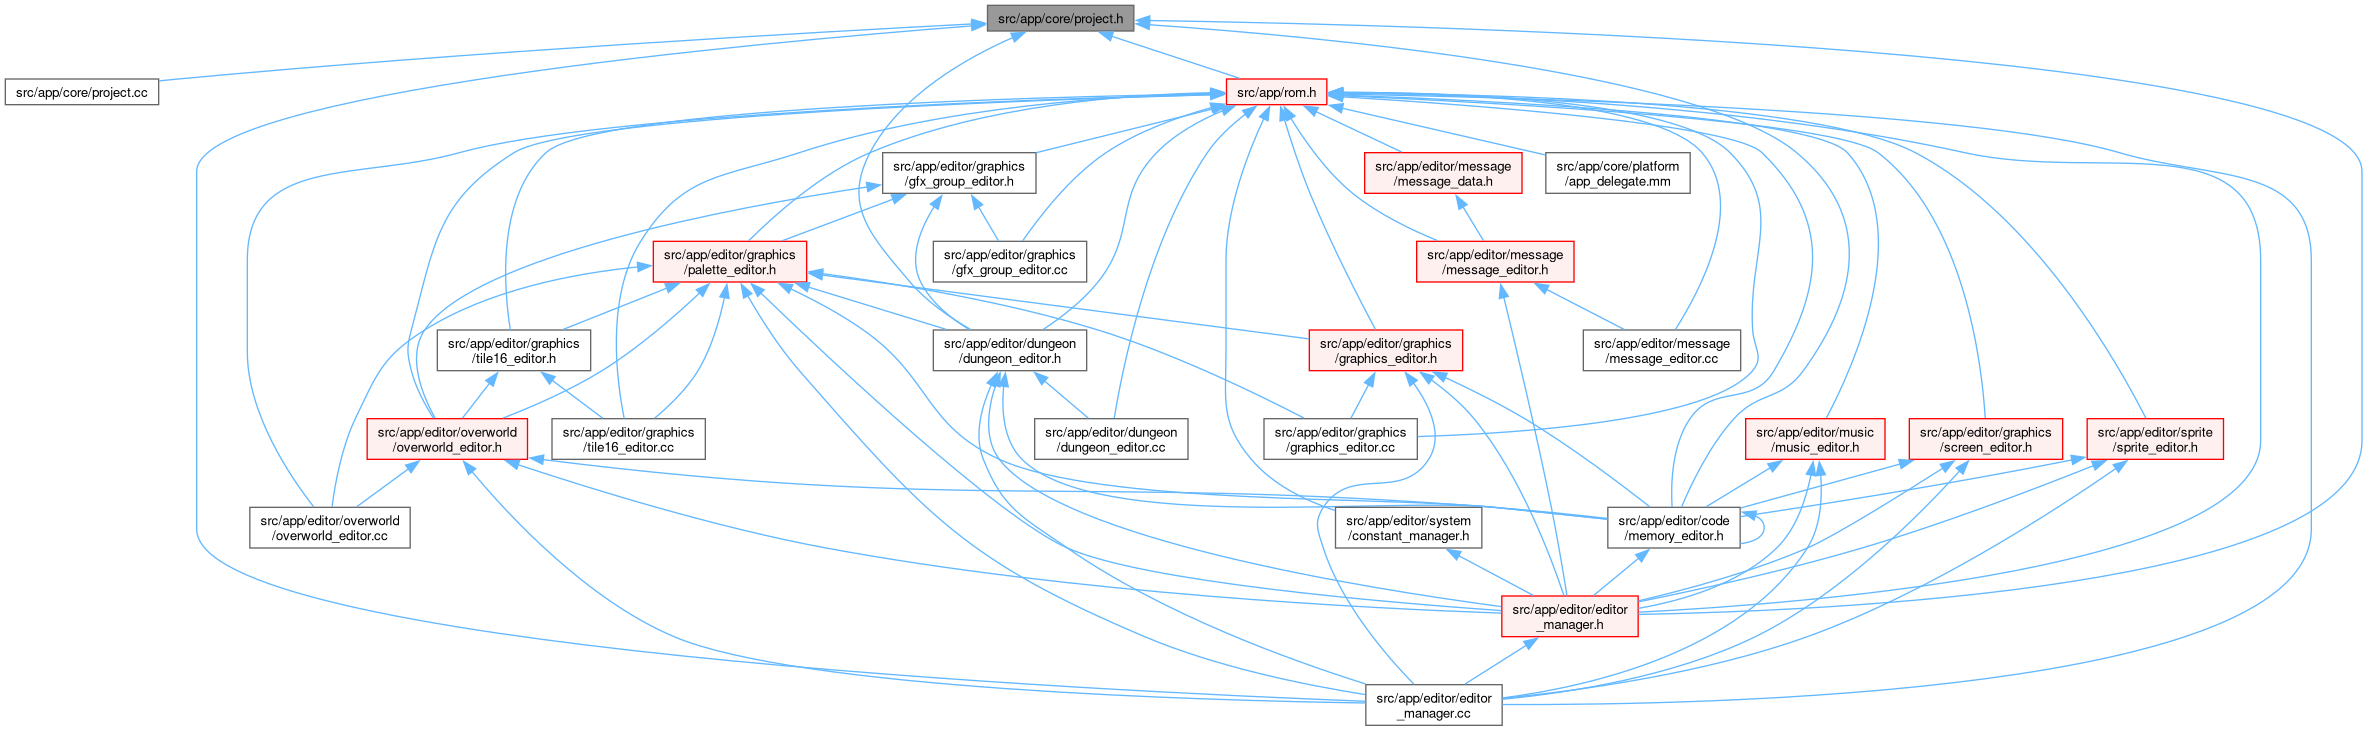 src/app/core/project.h
src/app/core/project.cc
src/app/rom.h
src/app/editor/graphics
/gfx_group_editor.h
src/app/editor/message
/message_data.h
src/app/core/platform
/app_delegate.mm
src/app/editor/graphics
/palette_editor.h
src/app/editor/graphics
/gfx_group_editor.cc
src/app/editor/message
/message_editor.h
src/app/editor/graphics
/tile16_editor.h
src/app/editor/dungeon
/dungeon_editor.h
src/app/editor/graphics
/graphics_editor.h
src/app/editor/message
/message_editor.cc
src/app/editor/overworld
/overworld_editor.h
src/app/editor/graphics
/tile16_editor.cc
src/app/editor/dungeon
/dungeon_editor.cc
src/app/editor/graphics
/graphics_editor.cc
src/app/editor/music
/music_editor.h
src/app/editor/graphics
/screen_editor.h
src/app/editor/sprite
/sprite_editor.h
src/app/editor/overworld
/overworld_editor.cc
src/app/editor/system
/constant_manager.h
src/app/editor/code
/memory_editor.h
src/app/editor/editor
_manager.h
src/app/editor/editor
_manager.cc